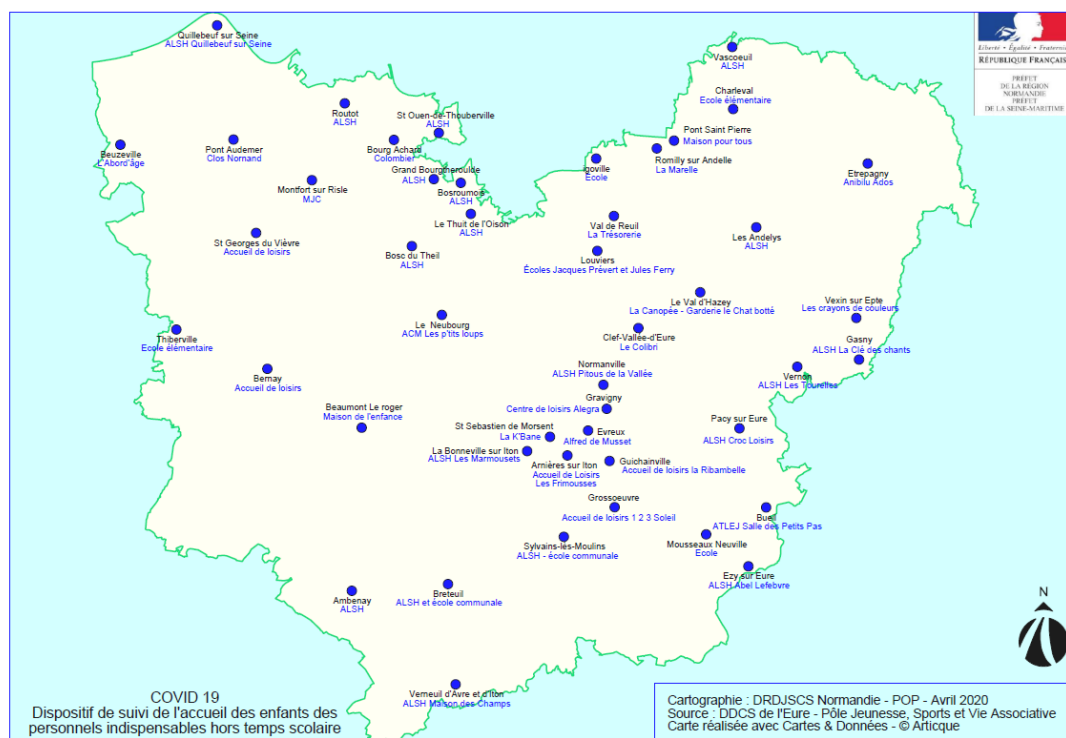 Quillebeuf sur Seine
ALSH Quillebeuf sur Seine
Liberté • Égalité • Fraternité
RÉPUBLIQUE FRANÇAISE
PRÉFET
DE LA RÉGION
NORMANDIE
PRÉFET
DE LA SEINE-MARITIME
Vascoeuil
ALSH
Charleval
Ecole élémentaire
Routot
ALSH
St Ouen-de-Thouberville
ALSH
Pont Saint Pierre
Maison pour tous
Beuzeville
L'Abord'âge
Pont Audemer
Clos Normand
Bourg Achard
Colombier
Romilly sur Andelle
La Marelle
Igoville
Ecole
Etrepagny
Anibilu Ados
Grand Bourgtheroulde
ALSH
Montfort sur Risle
MJC
Bosroumois
ALSH
Le Thuit de l'Oison
ALSH
Val de Reuil
La Trésorerie
Les Andelys
ALSH
St Georges du Vièvre
Accueil de loisirs
Bosc du Theil
ALSH
Louviers
Écoles Jacques Prévert et Jules Ferry
Le Val d'Hazey
La Canopée - Garderie le Chat botté
Vexin sur Epte
Les crayons de couleurs
Le Neubourg
ACM Les p'tits loups
Clef-Vallée-d'Eure
Le Colibri
Thiberville
Ecole élémentaire
Gasny
ALSH La Clé des chants
Normanville
ALSH Pitous de la Vallée
Vernon
ALSH Les Tourelles
Bernay
Accueil de loisirs
Gravigny
Centre de loisirs Alegra
Beaumont Le roger
Maison de l'enfance
St Sebastien de Morsent
La K'Bane
Evreux
Alfred de Musset
Pacy sur Eure
ALSH Croc Loisirs
La Bonneville sur Iton
ALSH Les Marmousets
Arnières sur Iton
Accueil de Loisirs
Les Frimousses
Guichainville
Accueil de loisirs la Ribambelle
Grossoeuvre
Accueil de loisirs 1 2 3 Soleil
Bueil
ATLEJ Salle des Petits Pas
Sylvains-lès-Moulins
ALSH - école communale
Mousseaux Neuville
Ecole
Ezy sur Eure
ALSH Abel Lefebvre
Ambenay
ALSH
Breteuil
ALSH et école communale
N
Verneuil d'Avre et d'Iton
ALSH Maison des Champs
COVID 19
Dispositif de suivi de l'accueil des enfants des
personnels indispensables hors temps scolaire
Cartographie : DRDJSCS Normandie - POP - Avril 2020
Source : DDCS de l'Eure - Pôle Jeunesse, Sports et Vie Associative
Carte réalisée avec Cartes & Données - © Articque